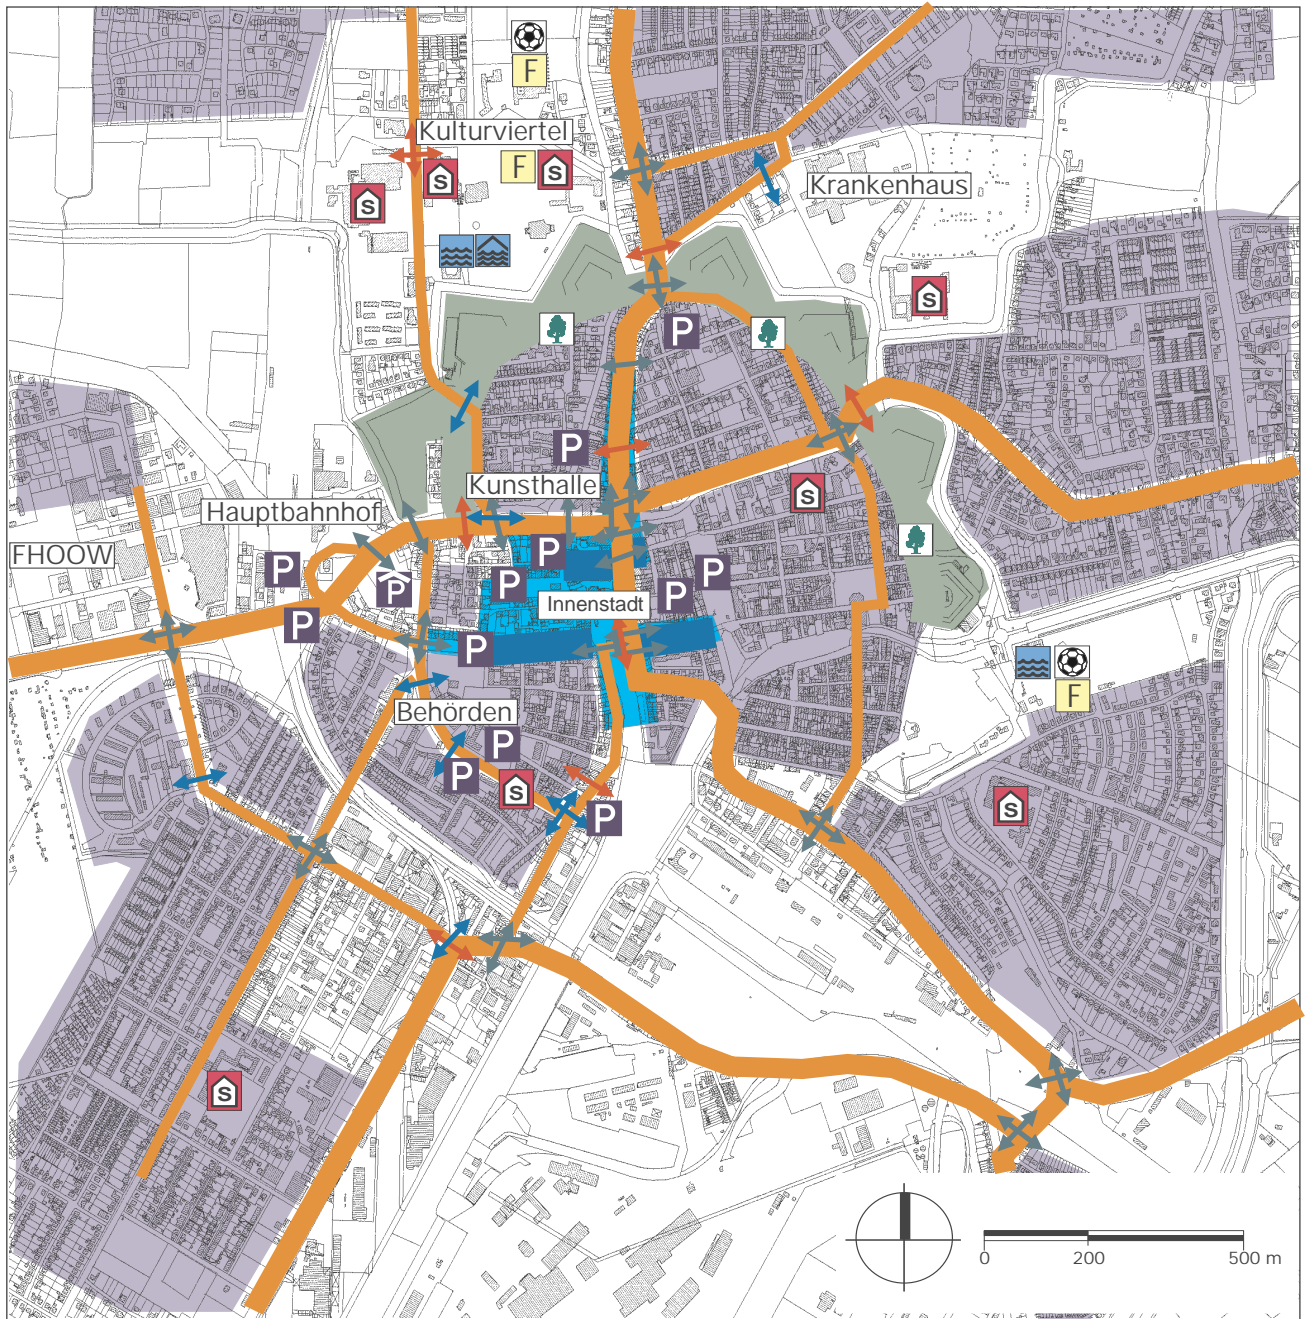 F
Kulturviertel
F
S
S
S
Krankenhaus
S
P
P
Kunsthalle
S
Hauptbahnhof
FHOOW
P
P
P
P
P
P
Innenstadt
P
P
P
F
Behörden
P
P
S
P
S
S
0
200
500 m